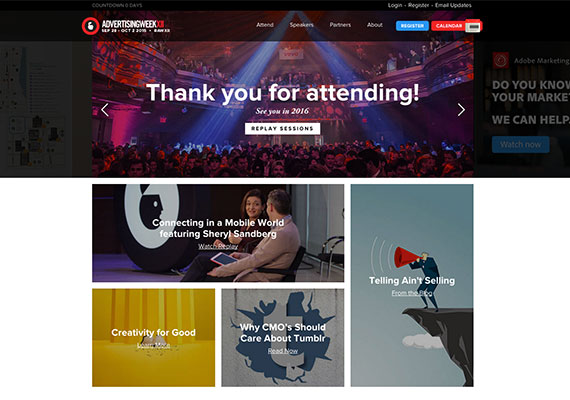 COUNTDOWN 0 DAYS
Login - Register - Email Updates
ADVERTISINGWEEKXII
SEP 28 - OCT 2 2015 • #AWXII
Attend Speakers Partners About REGISTER CALENDAR
Adobe Marketing
DO YOU KNOW
YOUR MARKET
WE CAN HELP.
Watch now
Thank you for attending!
See you in 2016
REPLAY SESSIONS
Connecting in a Mobile World
featuring Sheryl Sandberg
Watch Replay
Telling Ain't Selling
From the Blog
Creativity for Good
Learn More
Why CMO's Should
Care About Tumblr
Read Now